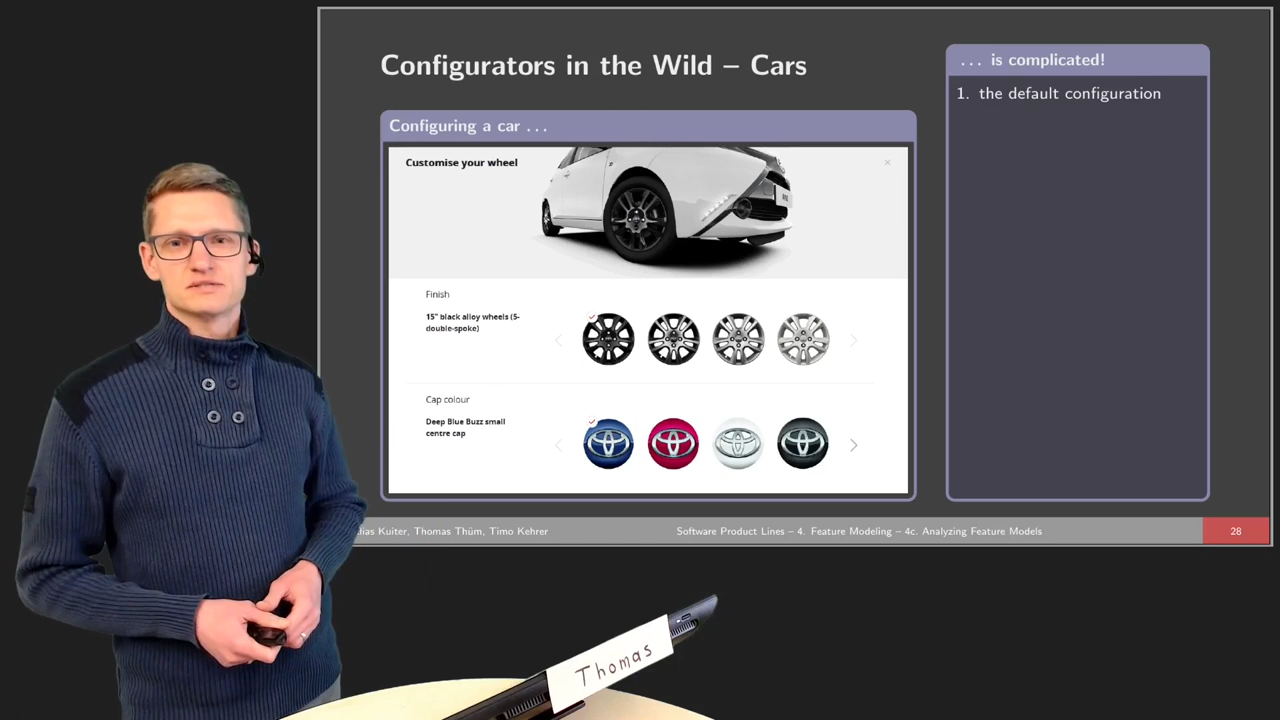 Configurators in the Wild – Cars
Configuring a car . . .
Customise your wheel
Finish
15" black alloy wheels (5-
double-spoke)
Cap colour
Deep Blue Buzz small
centre cap
. . . is complicated!
1. the default configuration
Thomas Thüm, Timo Kehrer
Software Product Lines – 4. Feature Modeling – 4c. Analyzing Feature Models
28
Thomas